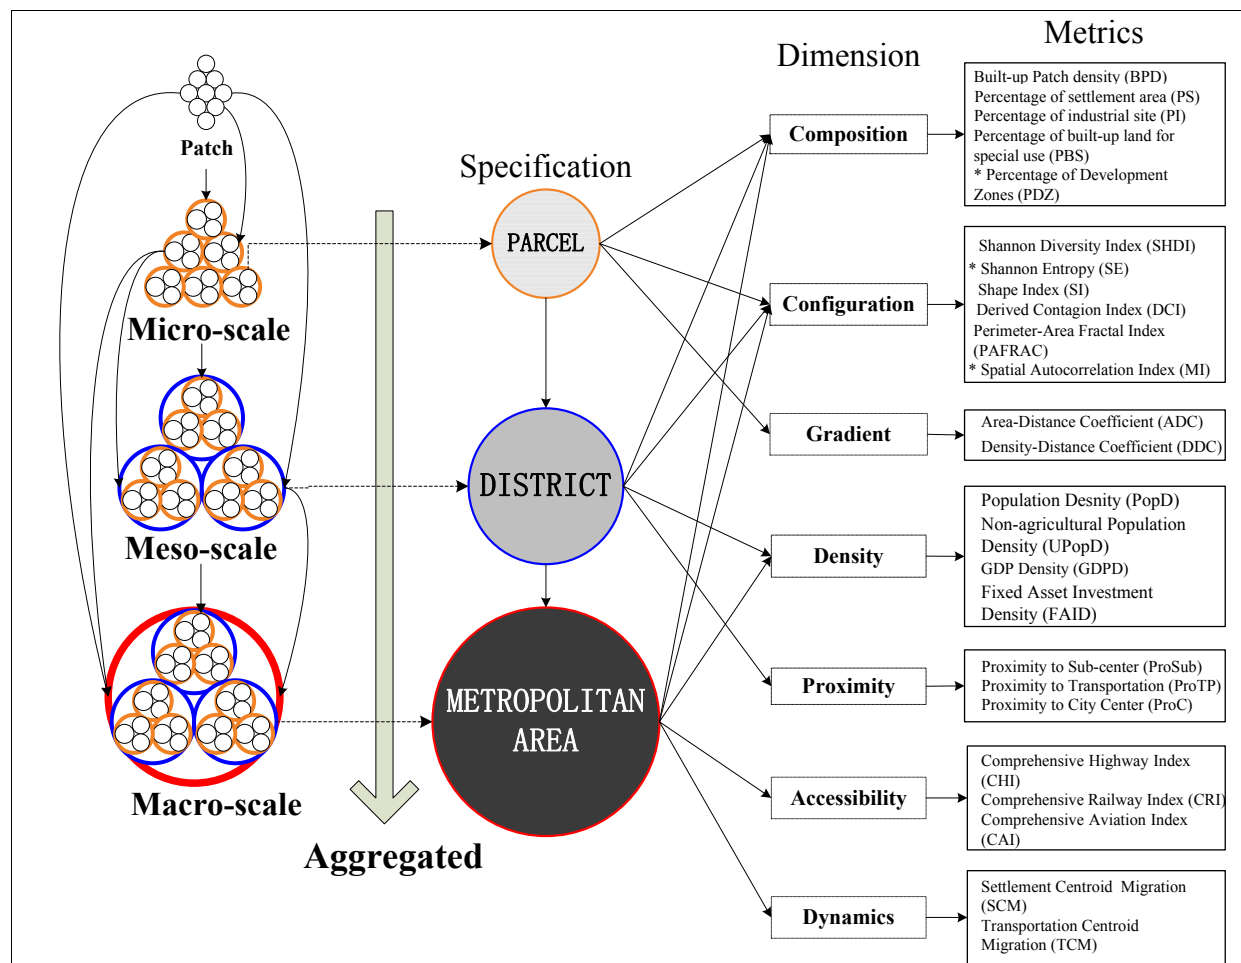 Patch
Micro-scale
Meso-scale
Macro-scale
Aggregated
Specification
PARCEL
DISTRICT
METROPOLITAN
AREA
Dimension
Composition
Configuration
Gradient
Density
Proximity
Accessibility
Dynamics
Metrics
Built-up Patch density (BPD)
Percentage of settlement area (PS)
Percentage of industrial site (PI)
Percentage of built-up land for
special use (PBS)
* Percentage of Development
Zones (PDZ)
Shannon Diversity Index (SHDI)
* Shannon Entropy (SE)
Shape Index (SI)
Derived Contagion Index (DCI)
Perimeter-Area Fractal Index
(PAFRAC)
* Spatial Autocorrelation Index (MI)
Area-Distance Coefficient (ADC)
Density-Distance Coefficient (DDC)
Population Desnity (PopD)
Non-agricultural Population
Density (UPopD)
GDP Density (GDPD)
Fixed Asset Investment
Density (FAID)
Proximity to Sub-center (ProSub)
Proximity to Transportation (ProTP)
Proximity to City Center (ProC)
Comprehensive Highway Index
(CHI)
Comprehensive Railway Index (CRI)
Comprehensive Aviation Index
(CAI)
Settlement Centroid Migration
(SCM)
Transportation Centroid
Migration (TCM)